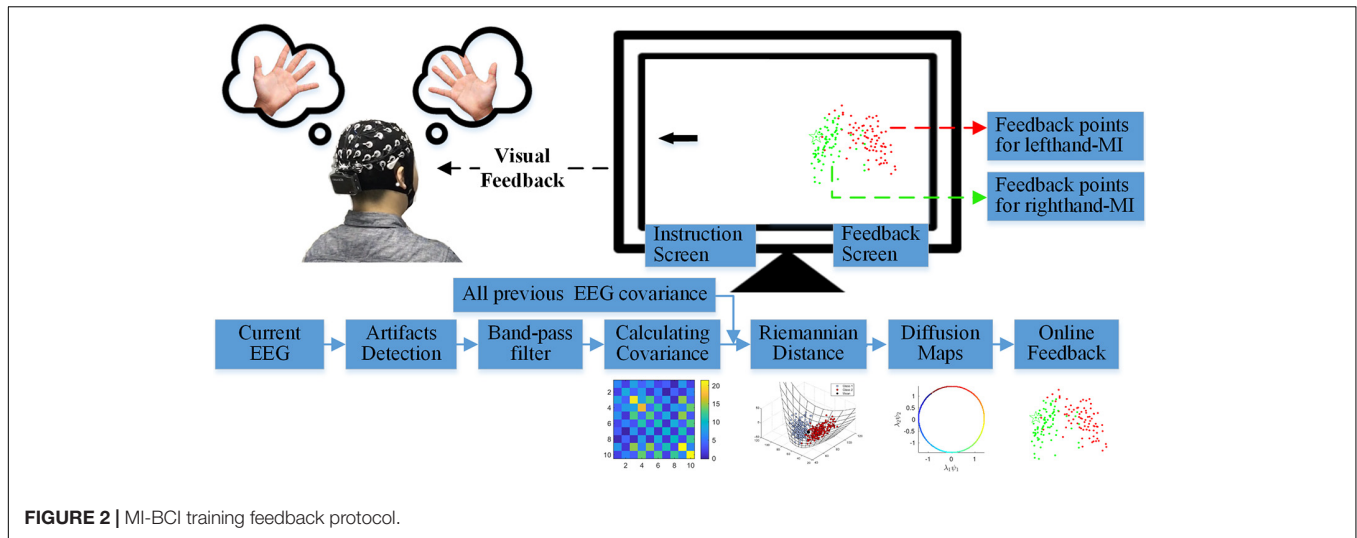 Visual
Feedback
Feedback points
for lefthand-MI
Feedback points
for righthand-MI
Instruction
Screen
Feedback
Screen
All previous EEG covariance
Current
EEG
Artifacts
Detection
Band-pass
filter
Calculating
Covariance
Riemannian
Distance
Diffusion
Maps
Online
Feedback
2
4
6
8
10
2 4 6 8 10
20
15
10
5
0
1
0.5
0
-0.5
-1
-1 0 1
λ₂ψ₂
λ₁ψ₁
FIGURE 2 | MI-BCI training feedback protocol.